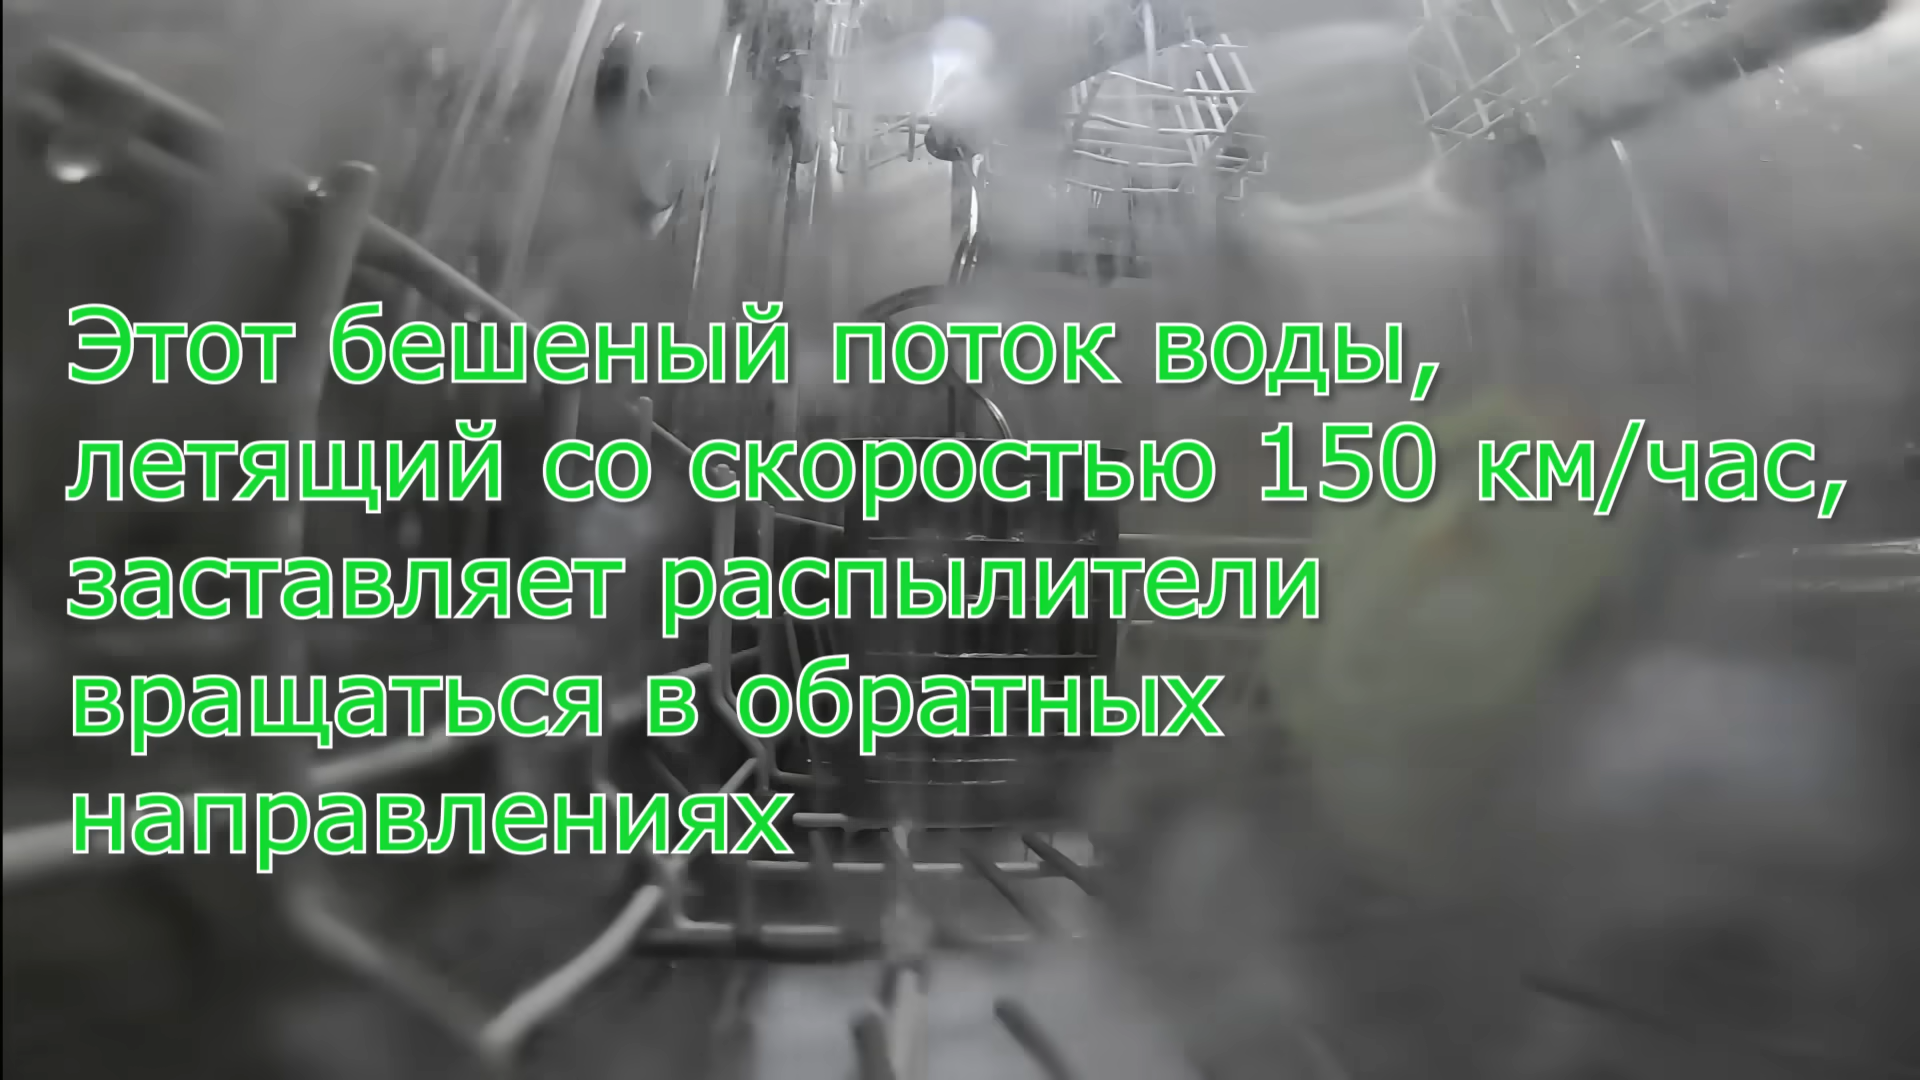 Этот бешеный поток воды,
летящий со скоростью 150 км/час,
заставляет распылители
вращаться в обратных
направлениях